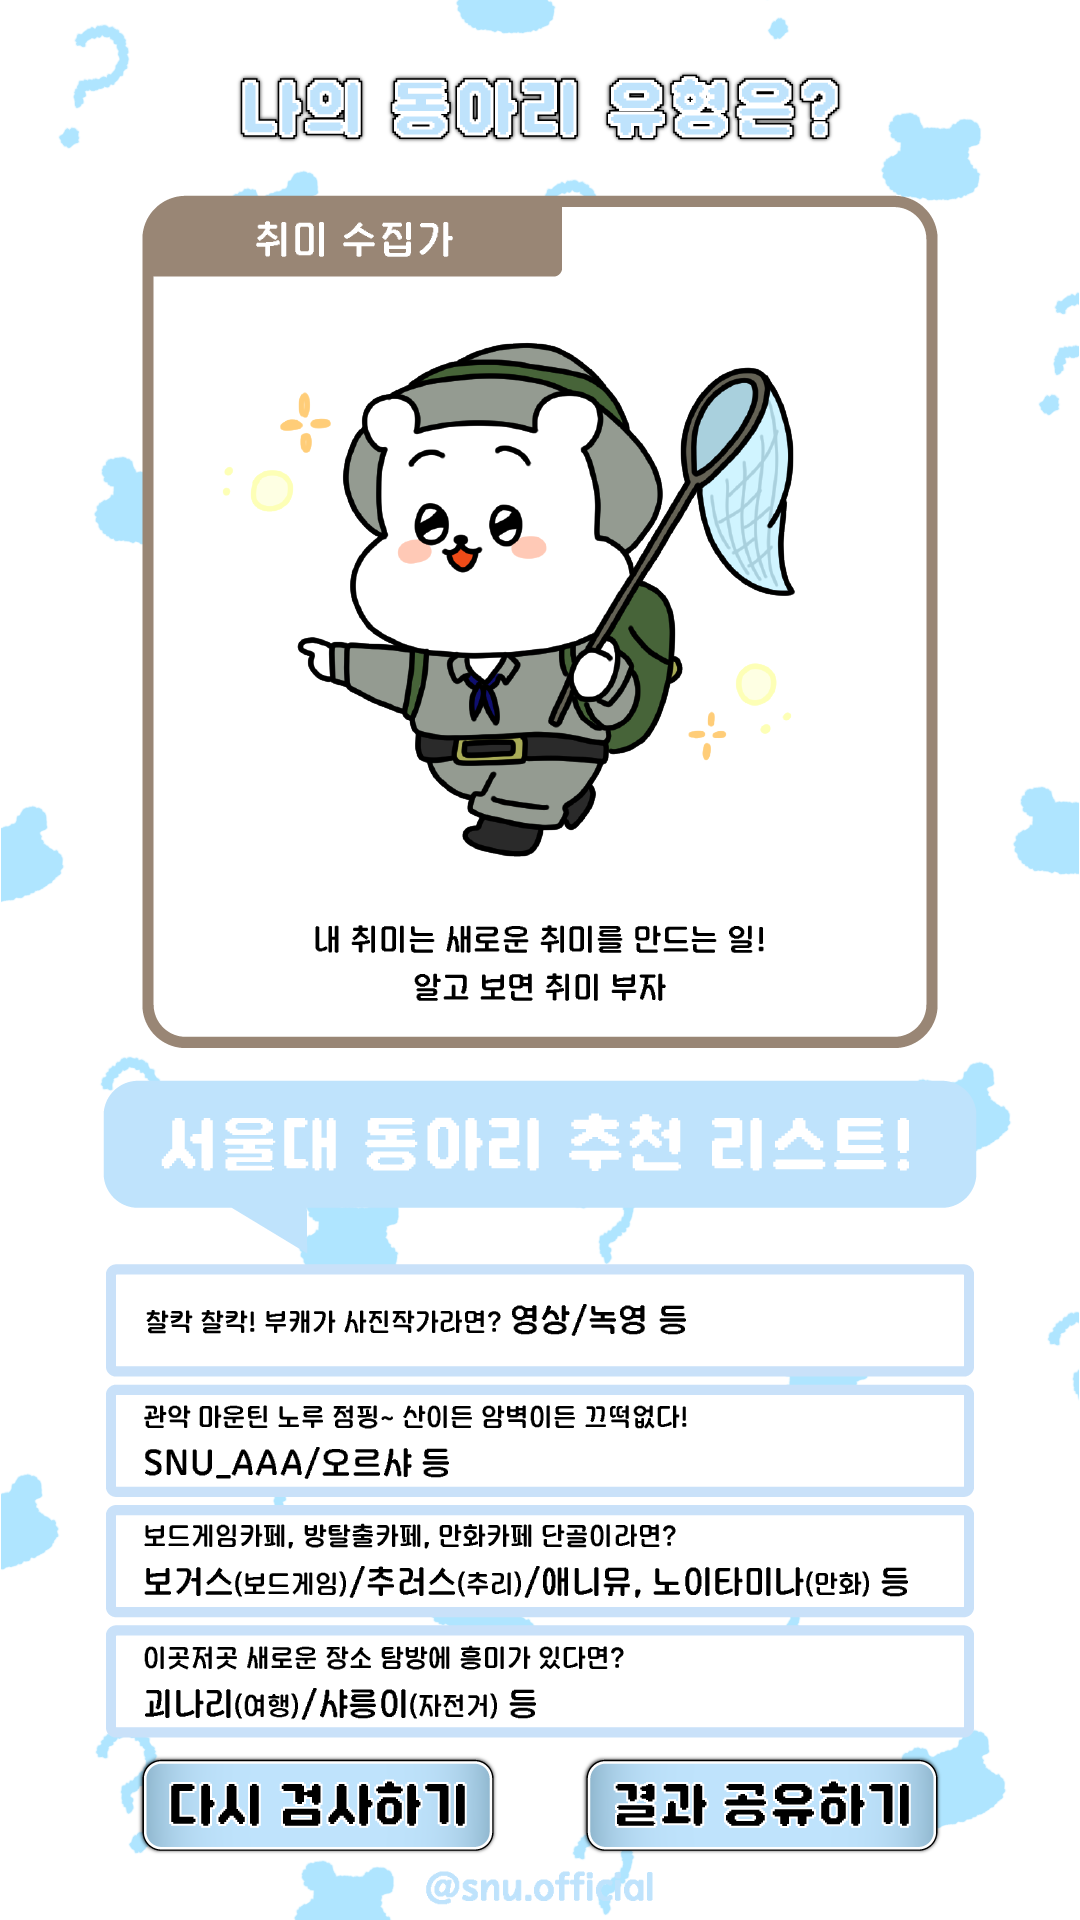 나의 동아리 유형은?
취미 수집가
내 취미는 새로운 취미를 만드는 일!
알고 보면 취미 부자
서울대 동아리 추천 리스트!
찰칵 찰칵! 부캐가 사진작가라면? 영상/녹영 등
관악 마운틴 노루 점핑~ 산이든 암벽이든 끄떡없다!
SNU_AAA/오르샤 등
보드게임카페, 방탈출카페, 만화카페 단골이라면?
보거스(보드게임)/추러스(추리)/애니뮤, 노이타미나(만화) 등
이곳저곳 새로운 장소 탐방에 흥미가 있다면?
괴나리(여행)/샤릉이(자전거) 등
다시 검사하기
결과 공유하기
@snu.official